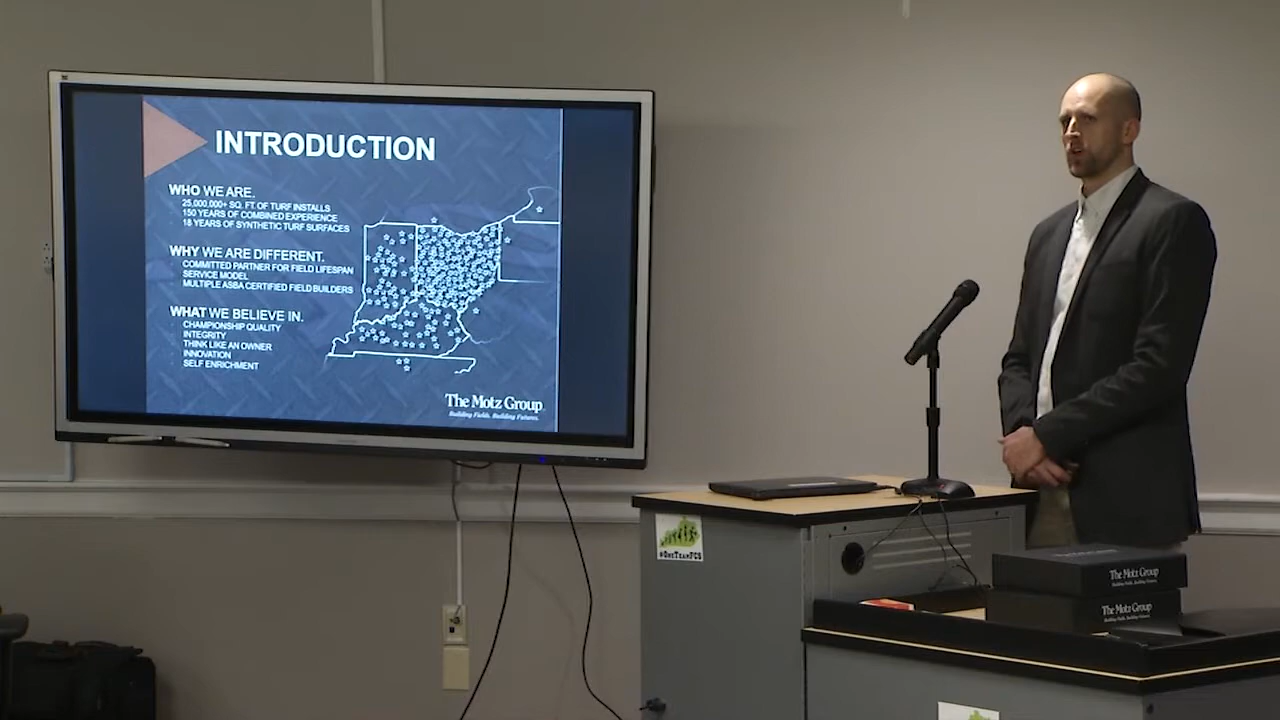 INTRODUCTION
WHO WE ARE.
25,000,000+ SQ. FT. OF TURF INSTALLS
150 YEARS OF COMBINED EXPERIENCE
18 YEARS OF SYNTHETIC TURF SURFACES
WHY WE ARE DIFFERENT.
COMMITTED PARTNER FOR FIELD LIFESPAN
SERVICE MODEL
MULTIPLE ASBA CERTIFIED FIELD BUILDERS
WHAT WE BELIEVE IN.
CHAMPIONSHIP QUALITY
INTEGRITY
THINK LIKE AN OWNER
INNOVATION
SELF ENRICHMENT
The Motz Group
Building Fields. Building Futures.
#ONETEAMFCS
The Motz Group
Building Fields. Building Futures.
The Motz Group
Building Fields. Building Futures.